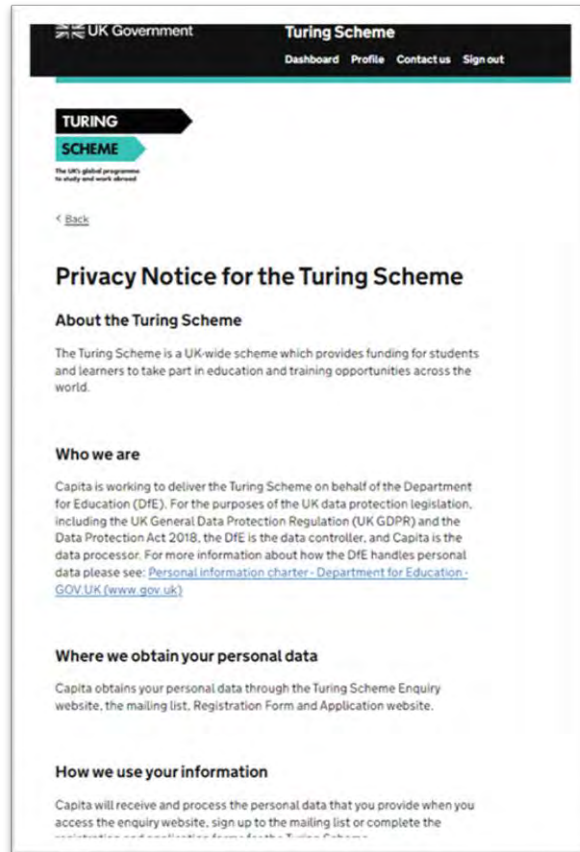 UK Government
Turing Scheme
Dashboard Profile Contact us Sign out
TURING
SCHEME
The UK's global programme
to study and work abroad
< Back
Privacy Notice for the Turing Scheme
About the Turing Scheme
The Turing Scheme is a UK-wide scheme which provides funding for students
and learners to take part in education and training opportunities across the
world.
Who we are
Capita is working to deliver the Turing Scheme on behalf of the Department
for Education (DfE). For the purposes of the UK data protection legislation,
including the UK General Data Protection Regulation (UK GDPR) and the
Data Protection Act 2018, the DfE is the data controller, and Capita is the
data processor. For more information about how the DfE handles personal
data please see: Personal information charter - Department for Education -
GOV.UK (www.gov.uk)
Where we obtain your personal data
Capita obtains your personal data through the Turing Scheme Enquiry
website, the mailing list, Registration Form and Application website.
How we use your information
Capita will receive and process the personal data that you provide when you
access the enquiry website, sign up to the mailing list or complete the
registration and application forms for the Turing Scheme